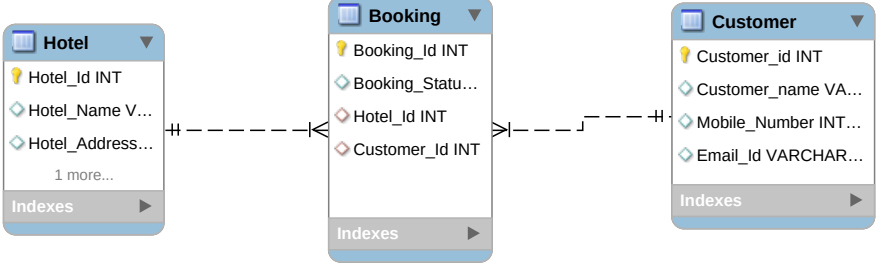 Hotel
Hotel_Id INT
Hotel_Name V...
Hotel_Address...
1 more...
Indexes
Booking
Booking_Id INT
Booking_Statu...
Hotel_Id INT
Customer_Id INT
Indexes
Customer
Customer_id INT
Customer_name VA...
Mobile_Number INT...
Email_Id VARCHAR...
Indexes